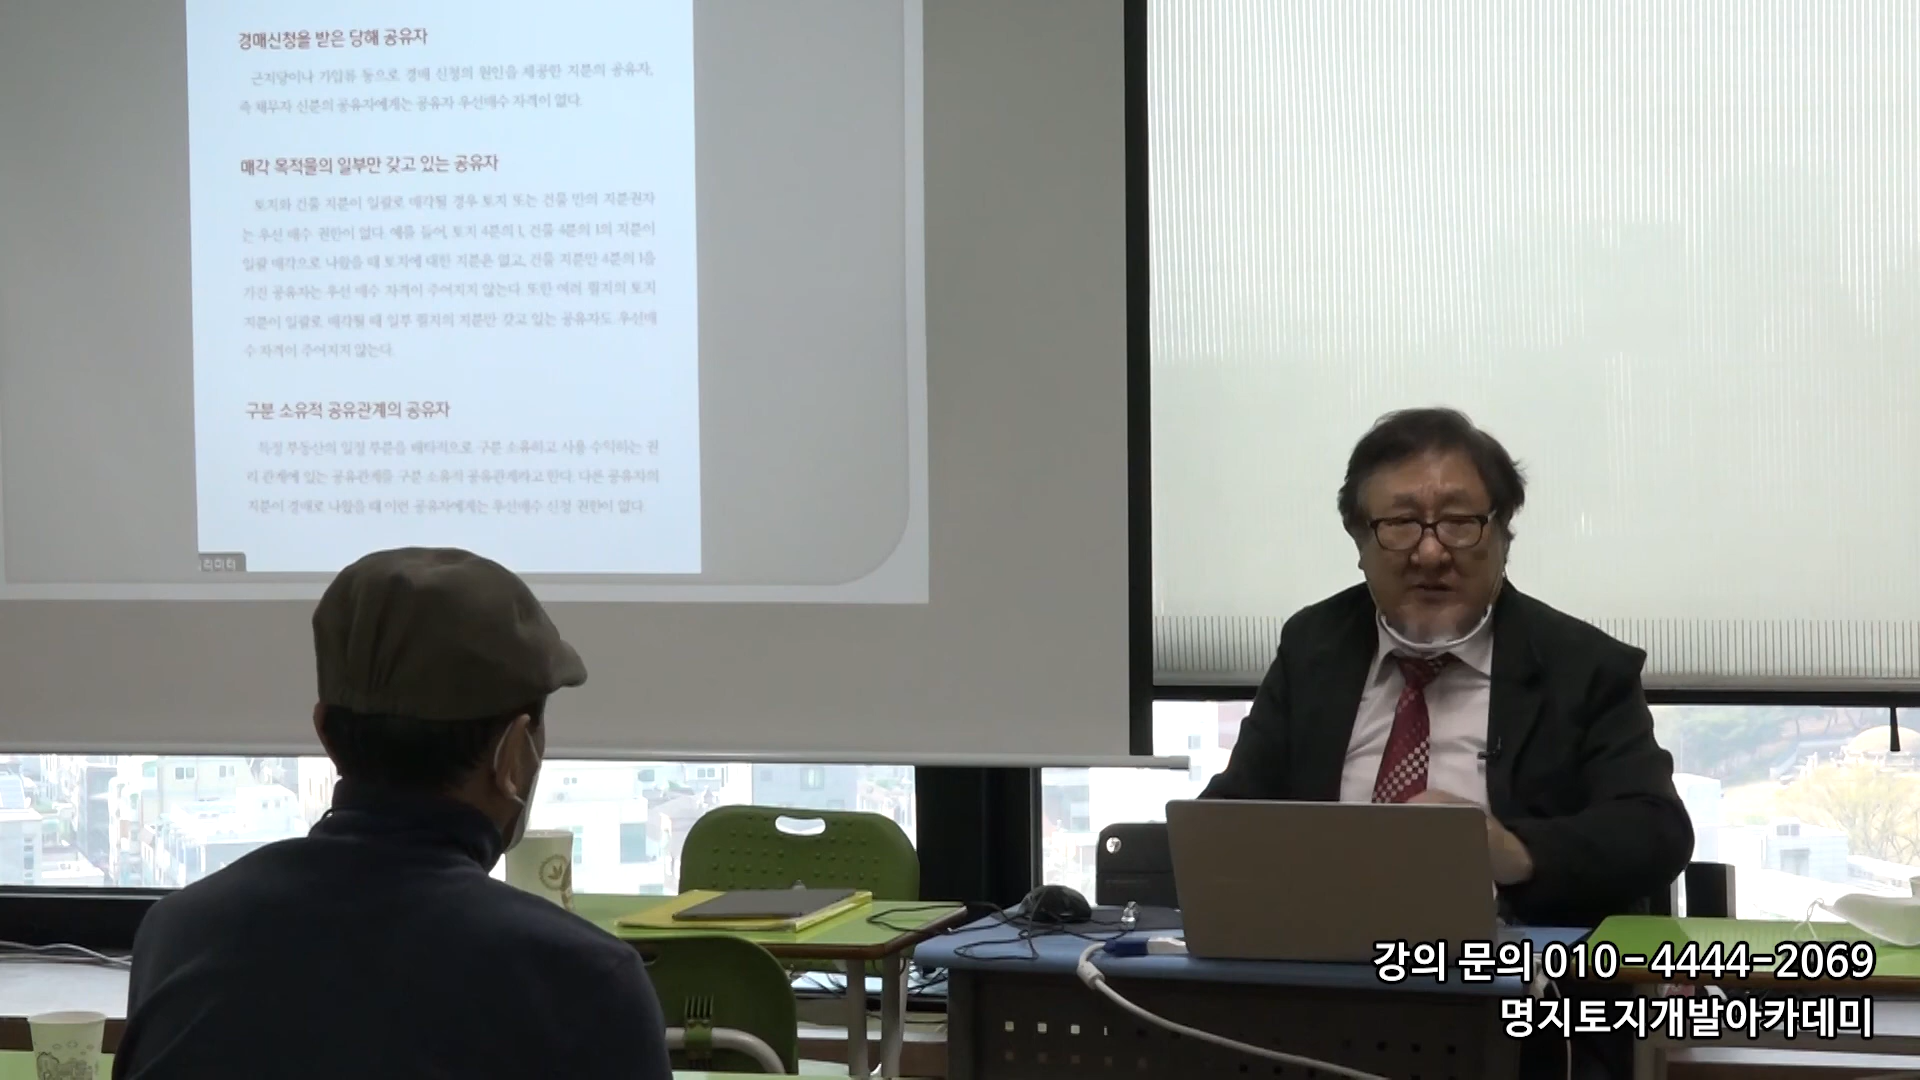 경매신청을 받은 당해 공유자
근저당이나 가압류 등으로 경매 신청의 원인을 제공한 지분의 공유자,
즉 채무자 신분의 공유자에게는 공유자 우선매수 자격이 없다.
매각 목적물의 일부만 갖고 있는 공유자
토지와 건물 지분이 일괄로 매각될 경우 토지 또는 건물 만의 지분권자
는 우선 매수 권한이 없다. 예를 들어, 토지 4분의 1, 건물 4분의 1의 지분이
일괄 매각으로 나왔을 때 토지에 대한 지분은 없고, 건물 지분만 4분의 1을
가진 공유자는 우선 매수 자격이 주어지지 않는다. 또한 여러 필지의 토지
지분이 일괄로 매각될 때 일부 필지의 지분만 갖고 있는 공유자도 우선매
수 자격이 주어지지 않는다.
구분 소유적 공유관계의 공유자
특정 부동산의 일정 부분을 배타적으로 구분 소유하고 사용 수익하는 권
리 관계에 있는 공유관계를 구분 소유적 공유관계라고 한다. 다른 공유자의
지분이 경매로 나왔을 때 이런 공유자에게는 우선매수 신청 권한이 없다.
리미터
강의 문의 010-4444-2069
명지토지개발아카데미